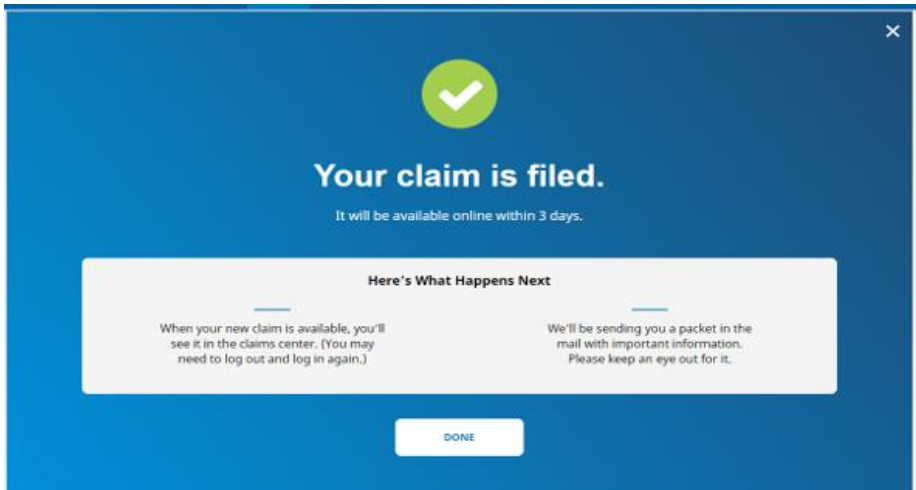 Your claim is filed.
It will be available online within 3 days.
Here's What Happens Next
When your new claim is available, you'll
see it in the claims center. (You may
need to log out and log in again.)
We'll be sending you a packet in the
mail with important information.
Please keep an eye out for it.
DONE